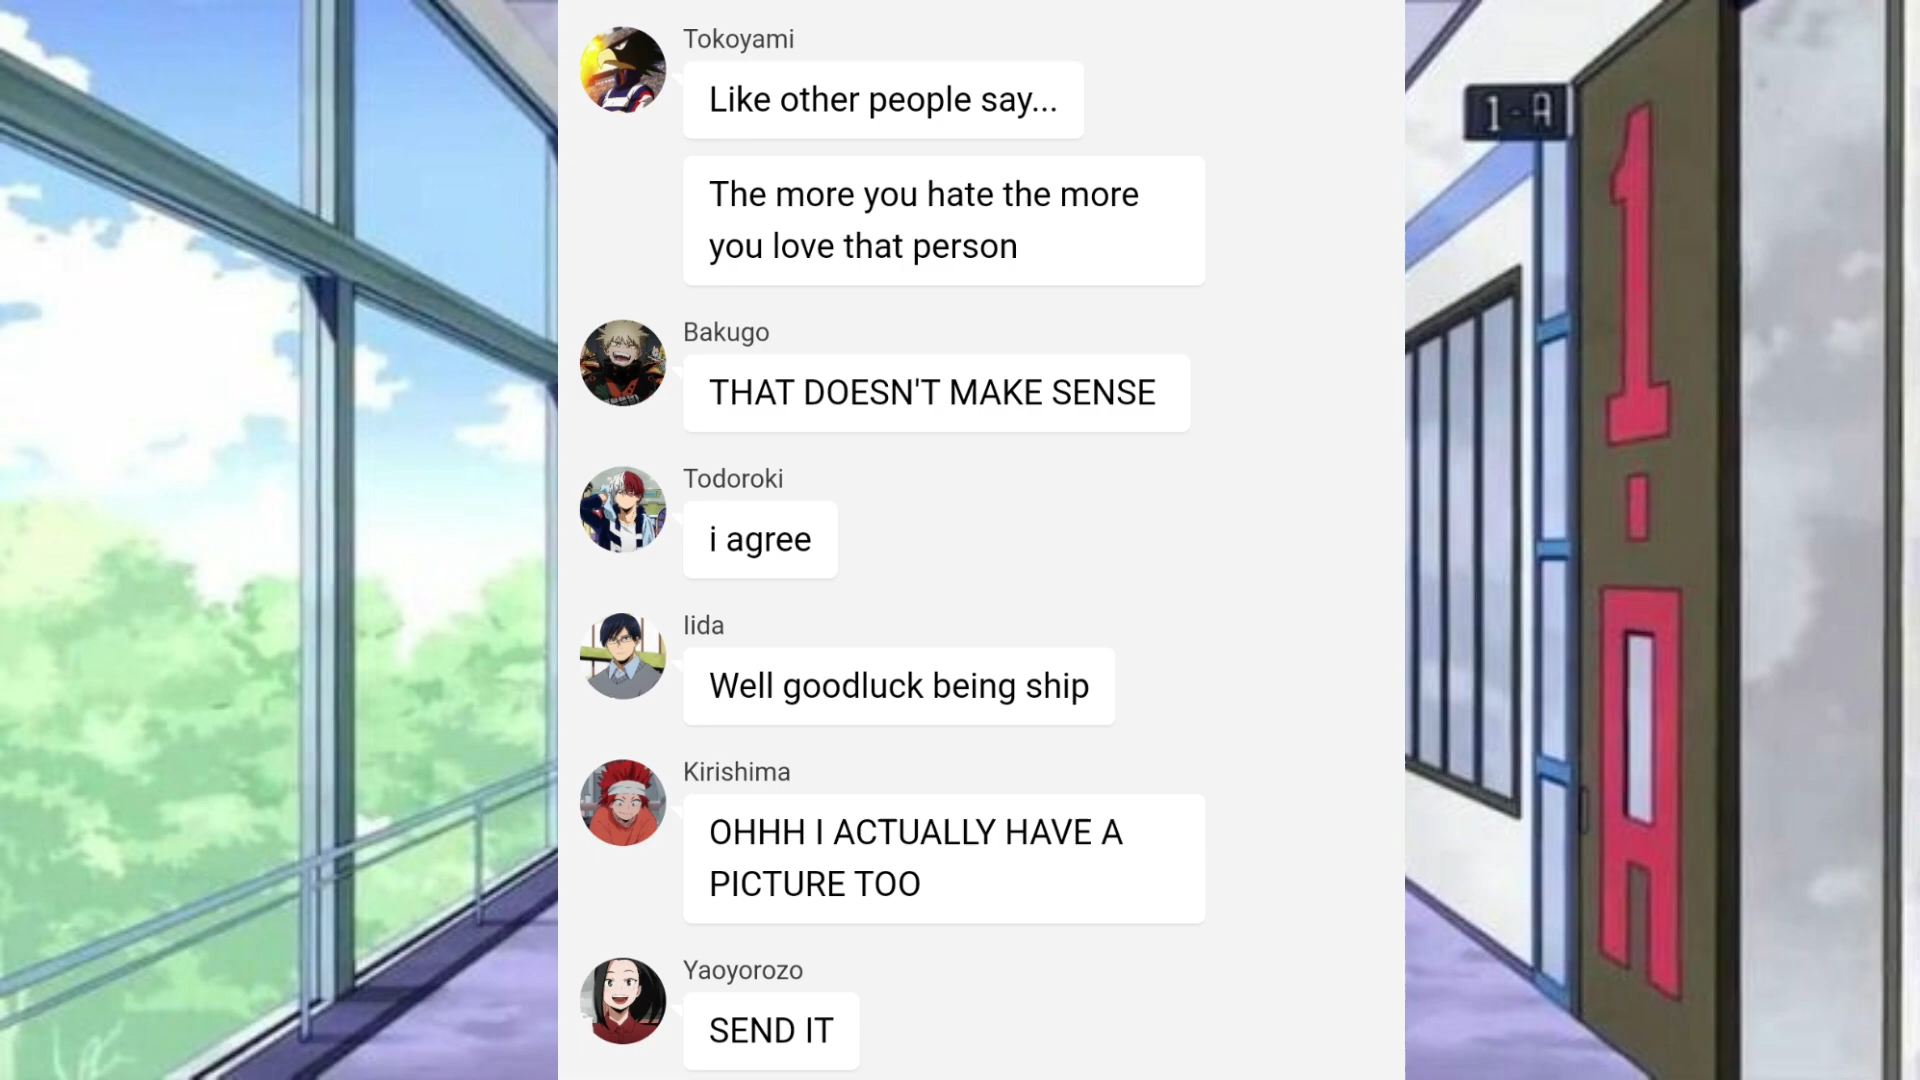 Tokoyami
Like other people say...
The more you hate the more
you love that person
Bakugo
THAT DOESN'T MAKE SENSE
Todoroki
i agree
Iida
Well goodluck being ship
Kirishima
OHHH I ACTUALLY HAVE A
PICTURE TOO
Yaoyorozo
SEND IT
1-A
1-A